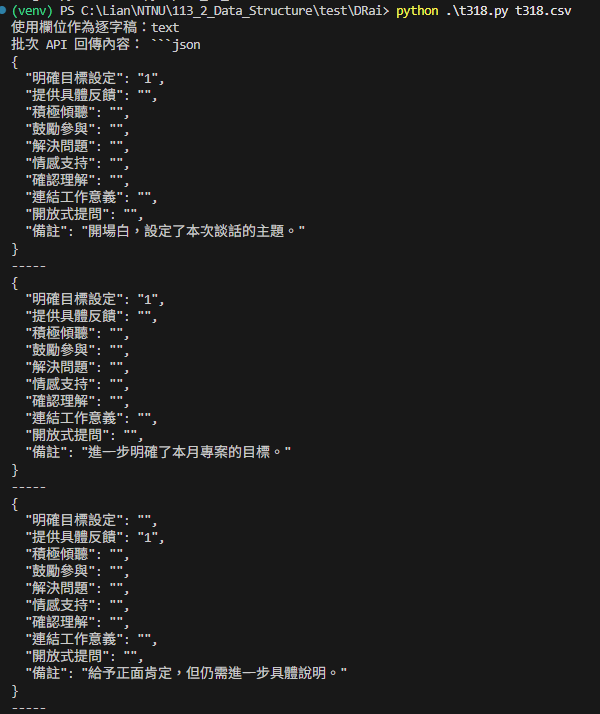 (venv) PS C:\Lian\NTNU\113_2_Data_Structure\test\DRai> python .\t318.py t318.csv
使用欄位作為逐字稿：text
批次 API 回傳內容： ```json
{
  "明確目標設定": "1",
  "提供具體反饋": "",
  "積極傾聽": "",
  "鼓勵參與": "",
  "解決問題": "",
  "情感支持": "",
  "確認理解": "",
  "連結工作意義": "",
  "開放式提問": "",
  "備註": "開場白，設定了本次談話的主題。"
}
-----
{
  "明確目標設定": "1",
  "提供具體反饋": "",
  "積極傾聽": "",
  "鼓勵參與": "",
  "解決問題": "",
  "情感支持": "",
  "確認理解": "",
  "連結工作意義": "",
  "開放式提問": "",
  "備註": "進一步明確了本月專案的目標。"
}
-----
{
  "明確目標設定": "",
  "提供具體反饋": "1",
  "積極傾聽": "",
  "鼓勵參與": "",
  "解決問題": "",
  "情感支持": "",
  "確認理解": "",
  "連結工作意義": "",
  "開放式提問": "",
  "備註": "給予正面肯定，但仍需進一步具體說明。"
}
-----